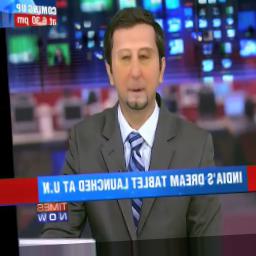 COMING UP
at 6.30 pm
INDIA'S DREAM TABLET LAUNCHED AT U.N
TIMES
NOW